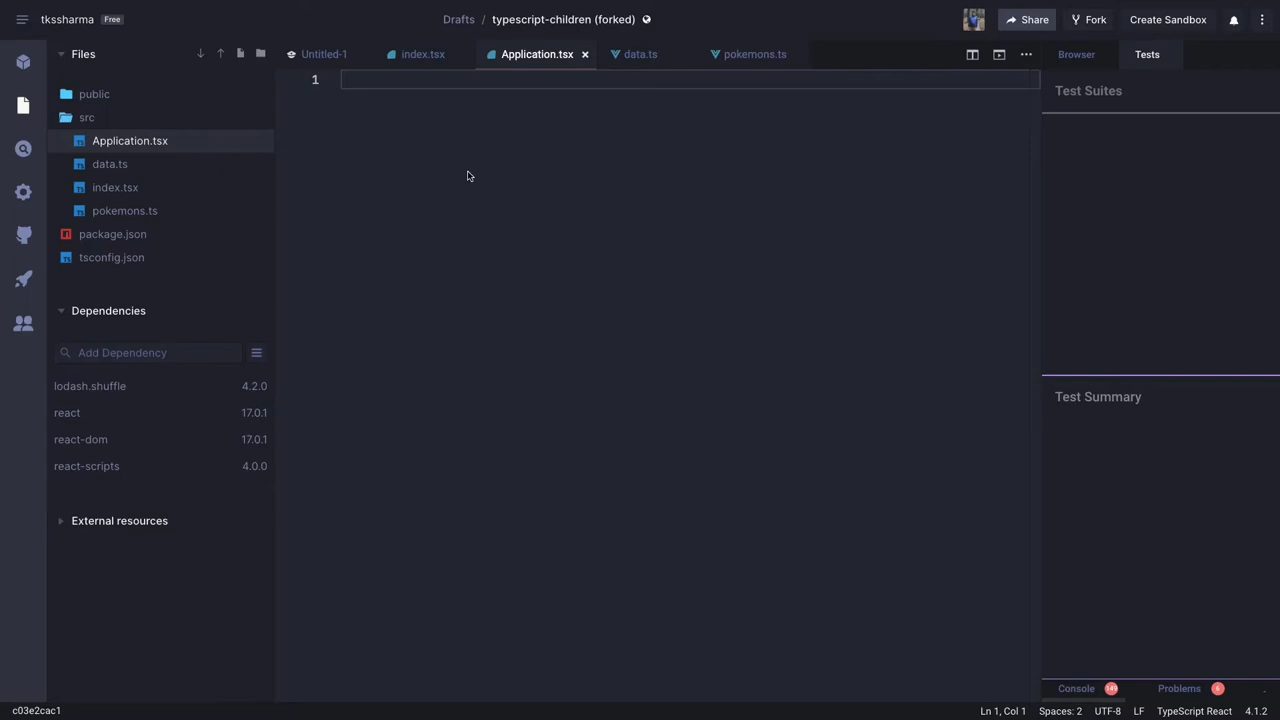 tkssharma Free
Drafts / typescript-children (forked)
Share Fork Create Sandbox
Files
Untitled-1 index.tsx Application.tsx × data.ts pokemons.ts
Browser Tests
1
Test Suites
public
src
Application.tsx
data.ts
index.tsx
pokemons.ts
package.json
tsconfig.json
Dependencies
Add Dependency
lodash.shuffle 4.2.0
react 17.0.1
react-dom 17.0.1
react-scripts 4.0.0
External resources
Test Summary
Console 149 Problems 6
c03e2cac1
Ln 1, Col 1 Spaces: 2 UTF-8 LF TypeScript React 4.1.2